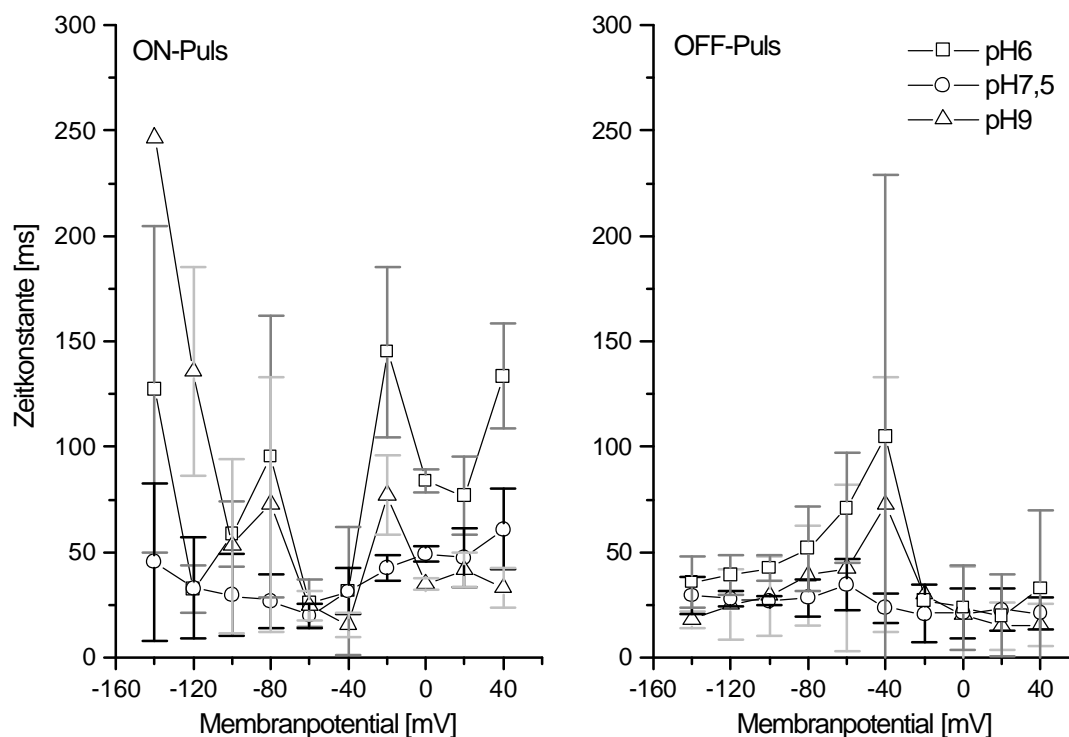 ON-Puls
300
250
200
150
100
50
0
Zeitkonstante [ms]
-160 -120 -80 -40 0 40
Membranpotential [mV]
OFF-Puls
pH6
pH7,5
pH9
300
250
200
150
100
50
0
-160 -120 -80 -40 0 40
Membranpotential [mV]